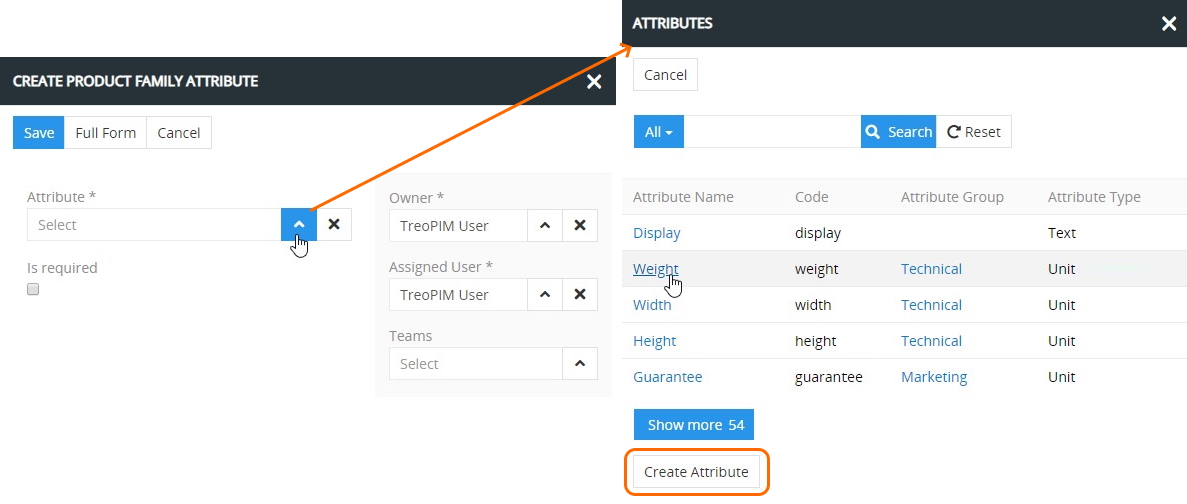 CREATE PRODUCT FAMILY ATTRIBUTE
Save Full Form Cancel
Attribute *
Select
Is required
Owner *
TreoPIM User
Assigned User *
TreoPIM User
Teams
Select
ATTRIBUTES
Cancel
All Search Reset
Attribute Name Code Attribute Group Attribute Type
Display display Text
Weight weight Technical Unit
Width width Technical Unit
Height height Technical Unit
Guarantee guarantee Marketing Unit
Show more 54
Create Attribute